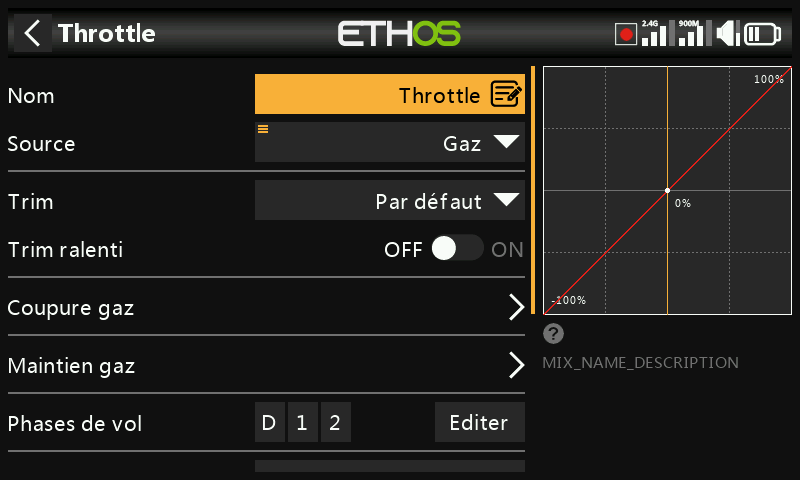 Throttle
ETHOS
2.4G
900M
Nom
Throttle
Source
Gaz
Trim
Par défaut
Trim ralenti
OFF ON
Coupure gaz
Maintien gaz
Phases de vol
D 1 2
Editer
100%
0%
-100%
?
MIX_NAME_DESCRIPTION